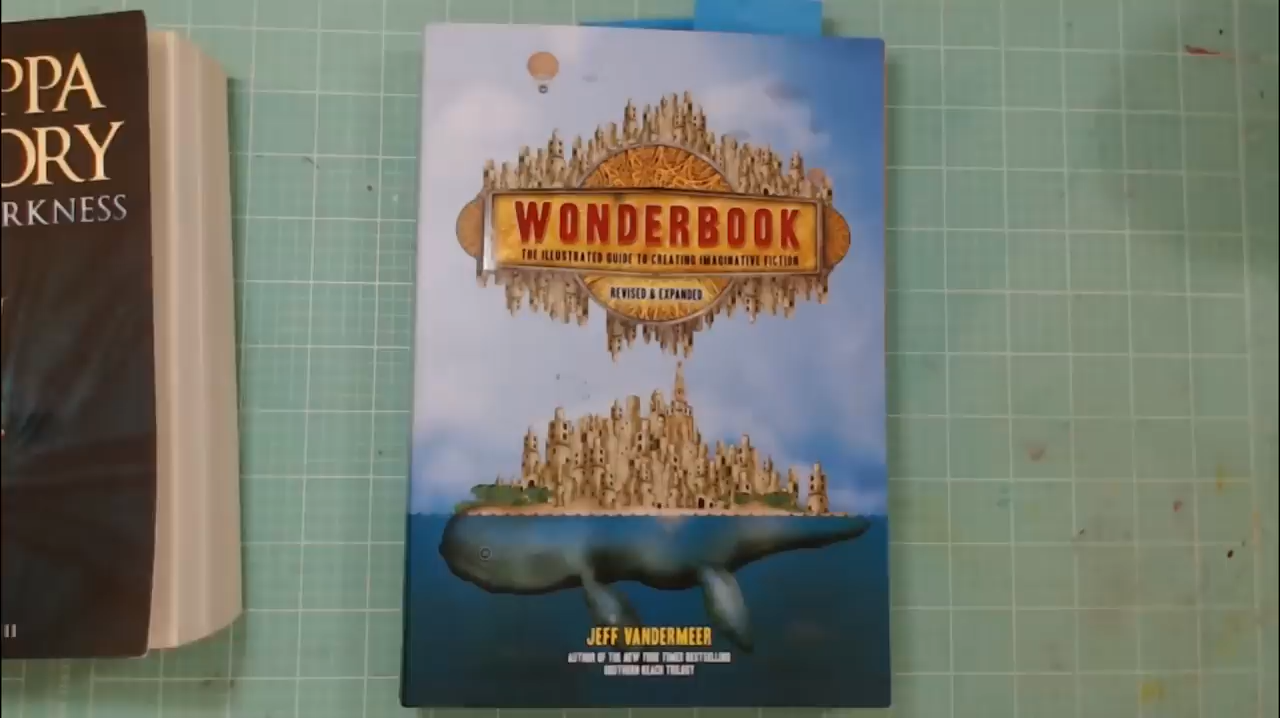 PPA
ORY
RKNESS
WONDERBOOK
THE ILLUSTRATED GUIDE TO CREATING IMAGINATIVE FICTION
REVISED & EXPANDED
JEFF VANDERMEER
AUTHOR OF THE NEW YORK TIMES BESTSELLING
SOUTHERN REACH TRILOGY